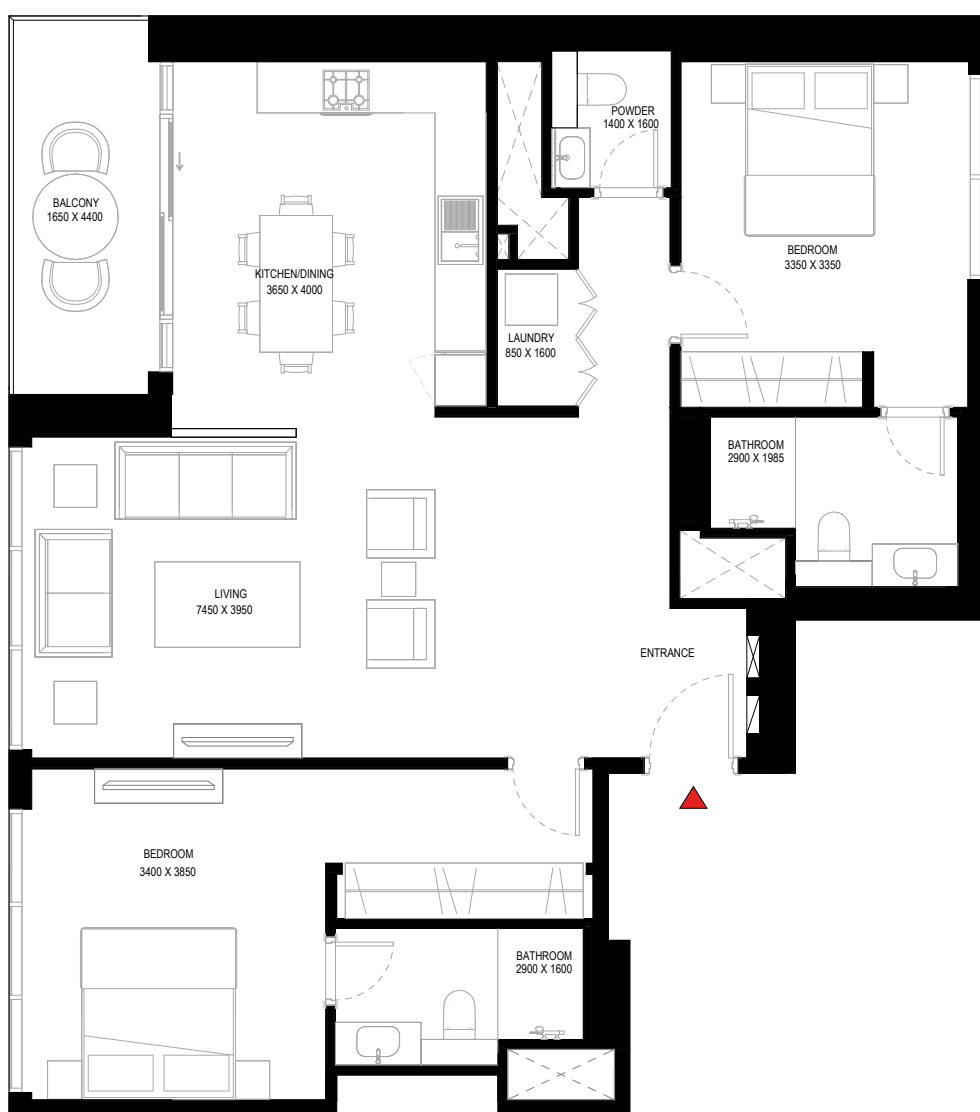 POWDER
1400 X 1600
BALCONY
1650 X 4400
BEDROOM
3350 X 3350
KITCHEN/DINING
3650 X 4000
LAUNDRY
850 X 1600
BATHROOM
2900 X 1985
LIVING
7450 X 3950
ENTRANCE
BEDROOM
3400 X 3850
BATHROOM
2900 X 1600